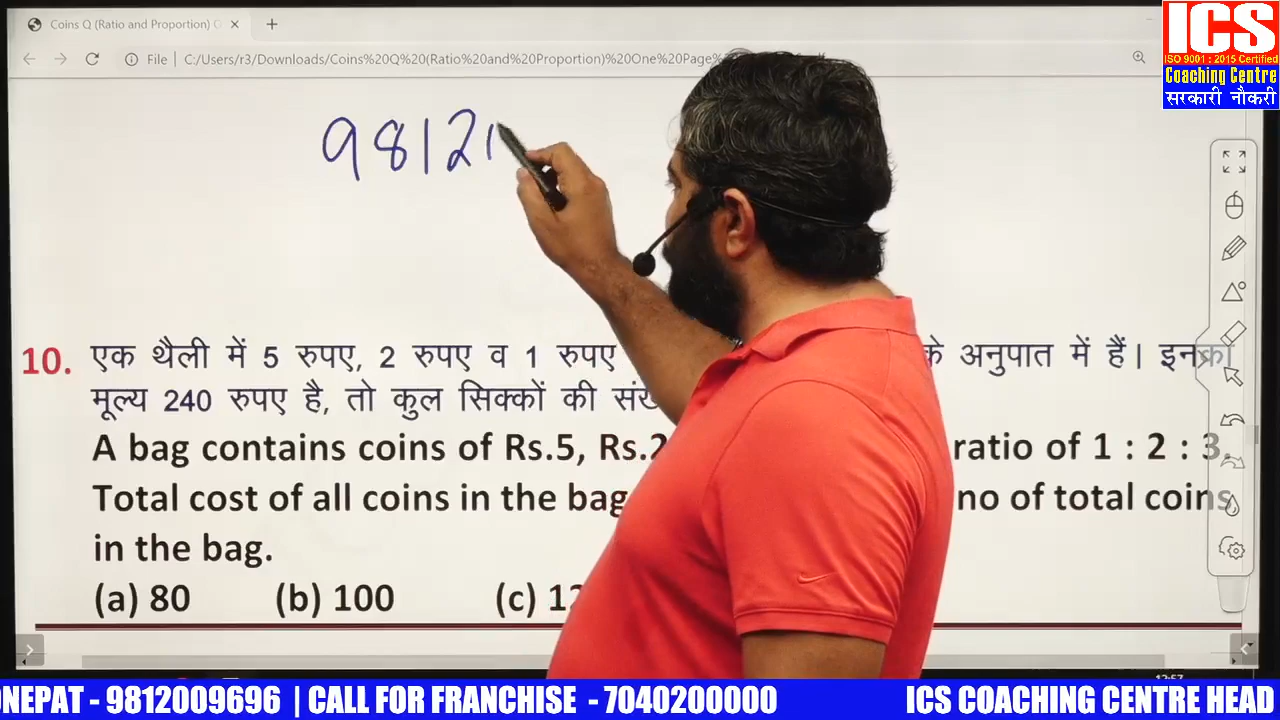 Coins Q (Ratio and Proportion) O
File C:/Users/r3/Downloads/Coins%20Q%20(Ratio%20and%20Proportion)%20One%20Page%
ICS
ISO 9001 : 2015 Certified
Coaching Centre
सरकारी नौकरी
9812
10. एक थैली में 5 रुपए, 2 रुपए व 1 रुपए के अनुपात में हैं। इनका
मूल्य 240 रुपए है, तो कुल सिक्कों की
A bag contains coins of Rs.5, Rs.2 ratio of 1 : 2 : 3.
Total cost of all coins in the bag no of total coins
in the bag.
(a) 80 (b) 100 (c)
ONEPAT - 9812009696 | CALL FOR FRANCHISE - 7040200000 ICS COACHING CENTRE HEAD